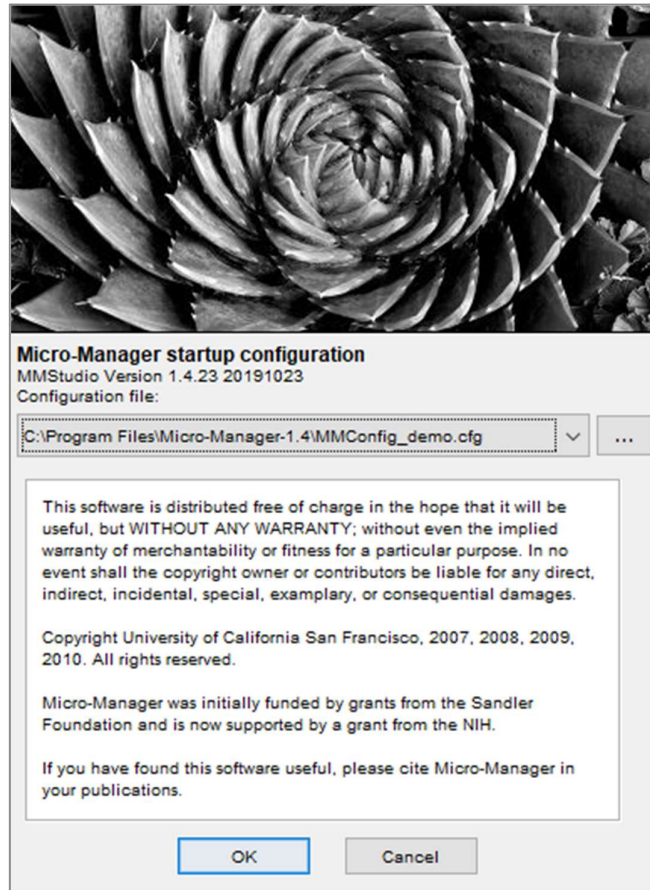 Micro-Manager startup configuration
MMStudio Version 1.4.23 20191023
Configuration file:
C:\Program Files\Micro-Manager-1.4\MMConfig_demo.cfg
...
This software is distributed free of charge in the hope that it will be
useful, but WITHOUT ANY WARRANTY; without even the implied
warranty of merchantability or fitness for a particular purpose. In no
event shall the copyright owner or contributors be liable for any direct,
indirect, incidental, special, examplary, or consequential damages.
Copyright University of California San Francisco, 2007, 2008, 2009,
2010. All rights reserved.
Micro-Manager was initially funded by grants from the Sandler
Foundation and is now supported by a grant from the NIH.
If you have found this software useful, please cite Micro-Manager in
your publications.
OK
Cancel